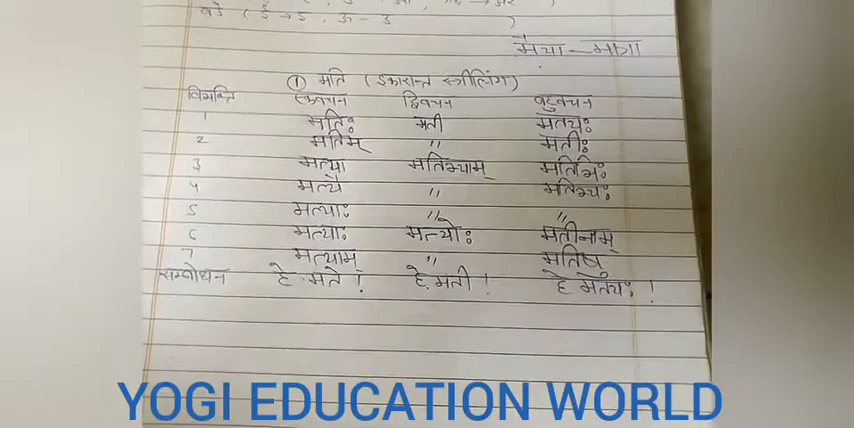 मैया - मात्रा
① मति (इकारान्त स्त्रीलिंग)
विभक्ति एकवचन द्विवचन बहुवचन
1 मतिः मती मतयः
2 मतिम् " मतीः
3 मत्या मतिभ्याम् मतिभिः
4 मत्यै " मतिभ्यः
5 मत्याः " "
6 मत्याः मत्योः मतीनाम्
7 मत्याम् " मतिषु
सम्बोधन हे मते ! हे मती ! हे मतयः !
YOGI EDUCATION WORLD